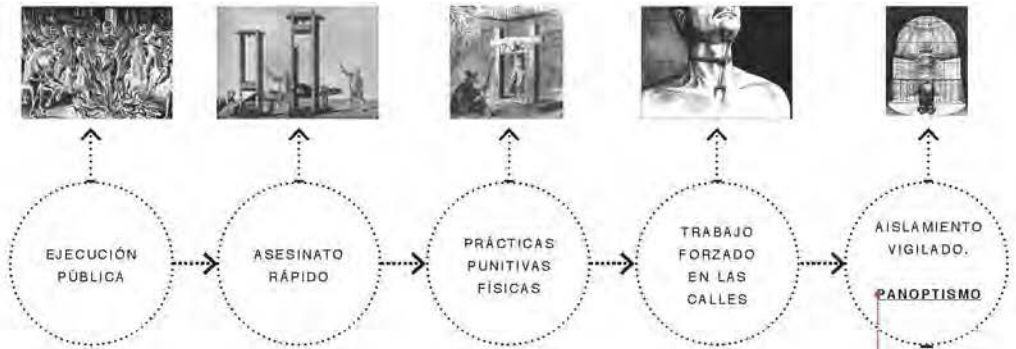 EJECUCIÓN
PÚBLICA
ASESINATO
RÁPIDO
PRÁCTICAS
PUNITIVAS
FÍSICAS
TRABAJO
FORZADO
EN LAS
CALLES
AISLAMIENTO
VIGILADO.
PANOPTISMO